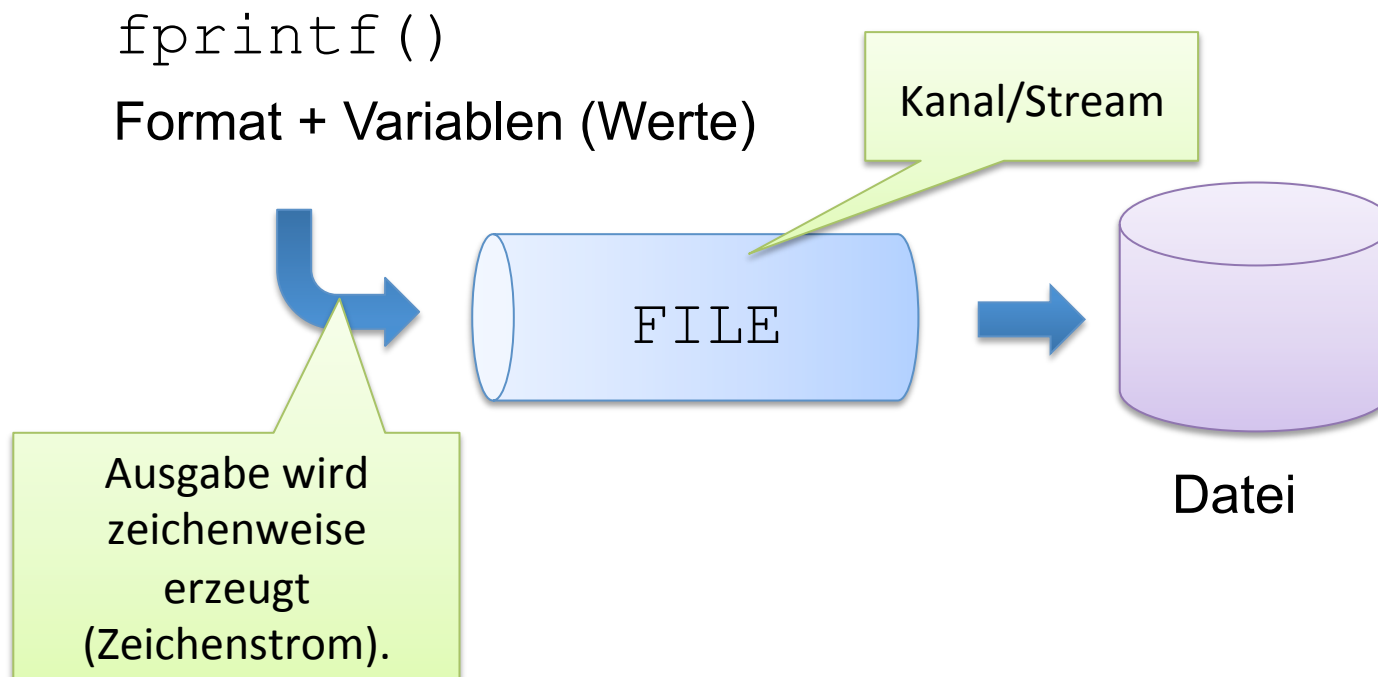 fprintf()
Format + Variablen (Werte)
Kanal/Stream
FILE
Ausgabe wird
zeichenweise
erzeugt
(Zeichenstrom).
Datei